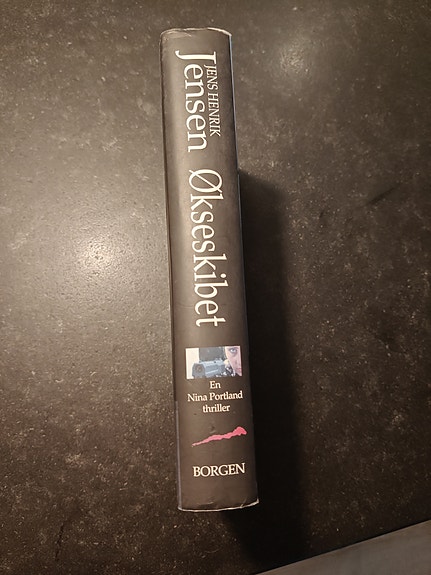 JENS HENRIK
Jensen Økseskibet
En
Nina Portland
thriller
BORGEN